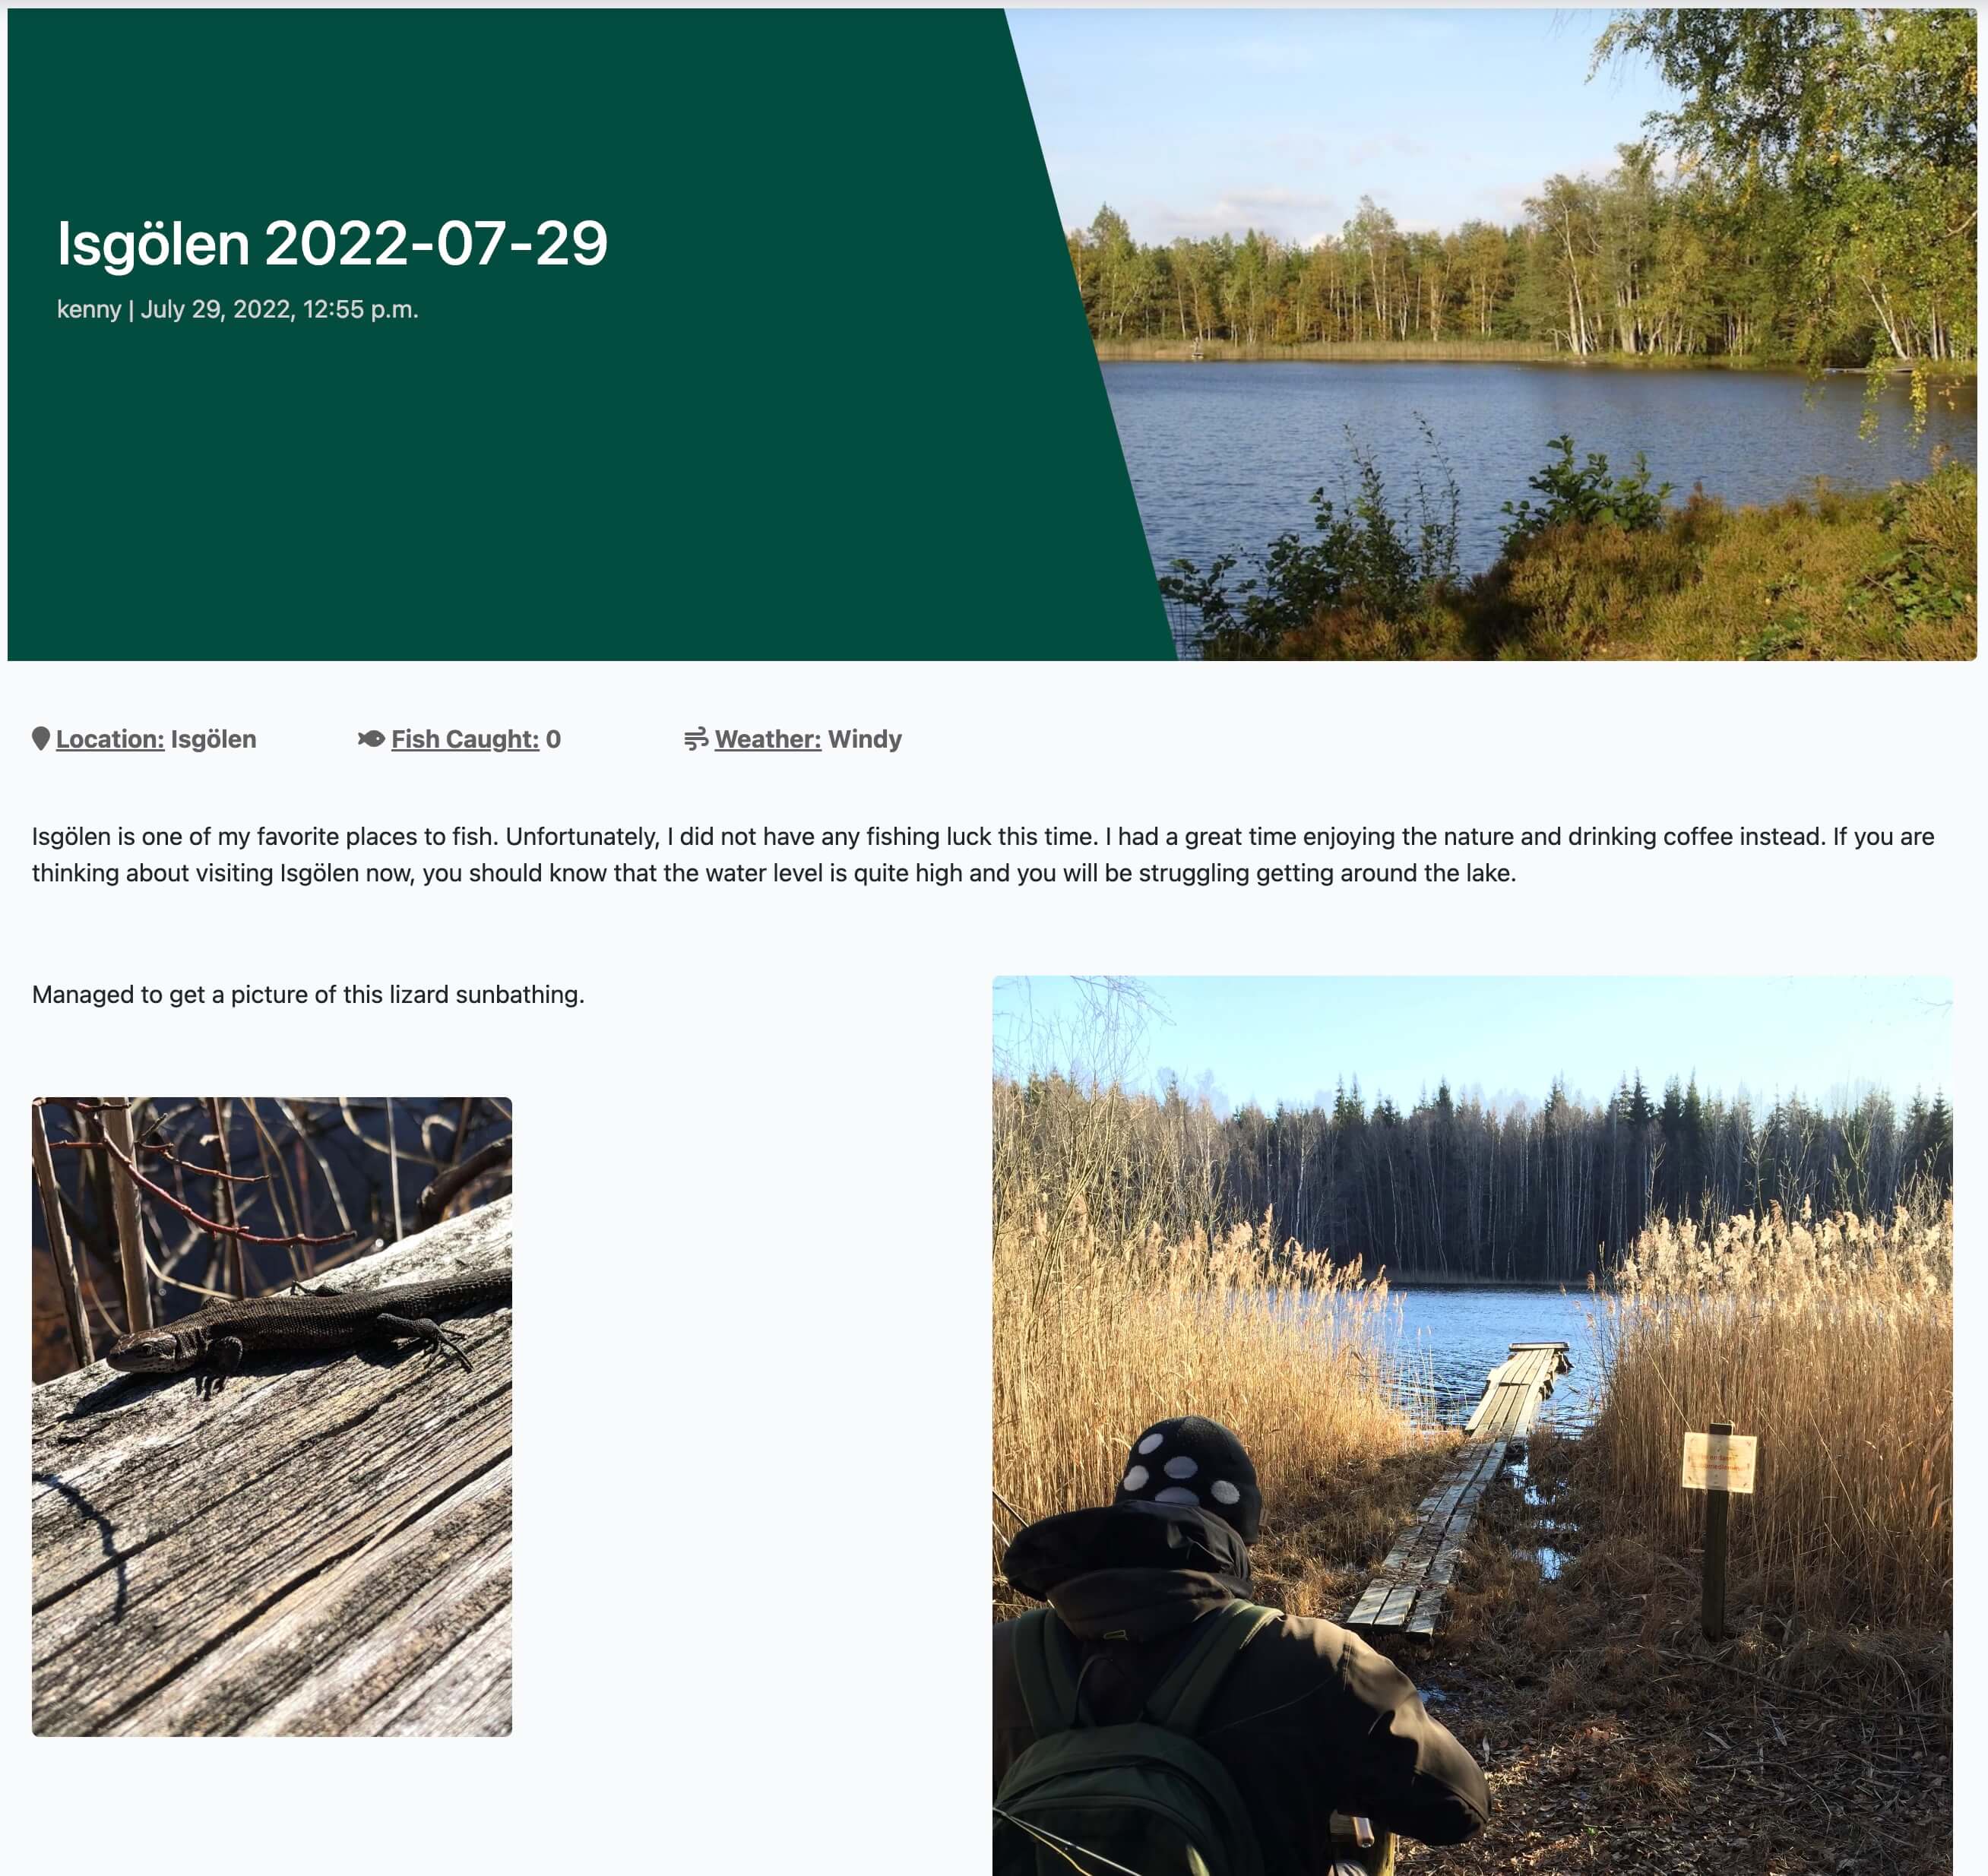 Isgölen 2022-07-29
kenny | July 29, 2022, 12:55 p.m.
Location: Isgölen
Fish Caught: 0
Weather: Windy
Isgölen is one of my favorite places to fish. Unfortunately, I did not have any fishing luck this time. I had a great time enjoying the nature and drinking coffee instead. If you are
thinking about visiting Isgölen now, you should know that the water level is quite high and you will be struggling getting around the lake.
Managed to get a picture of this lizard sunbathing.